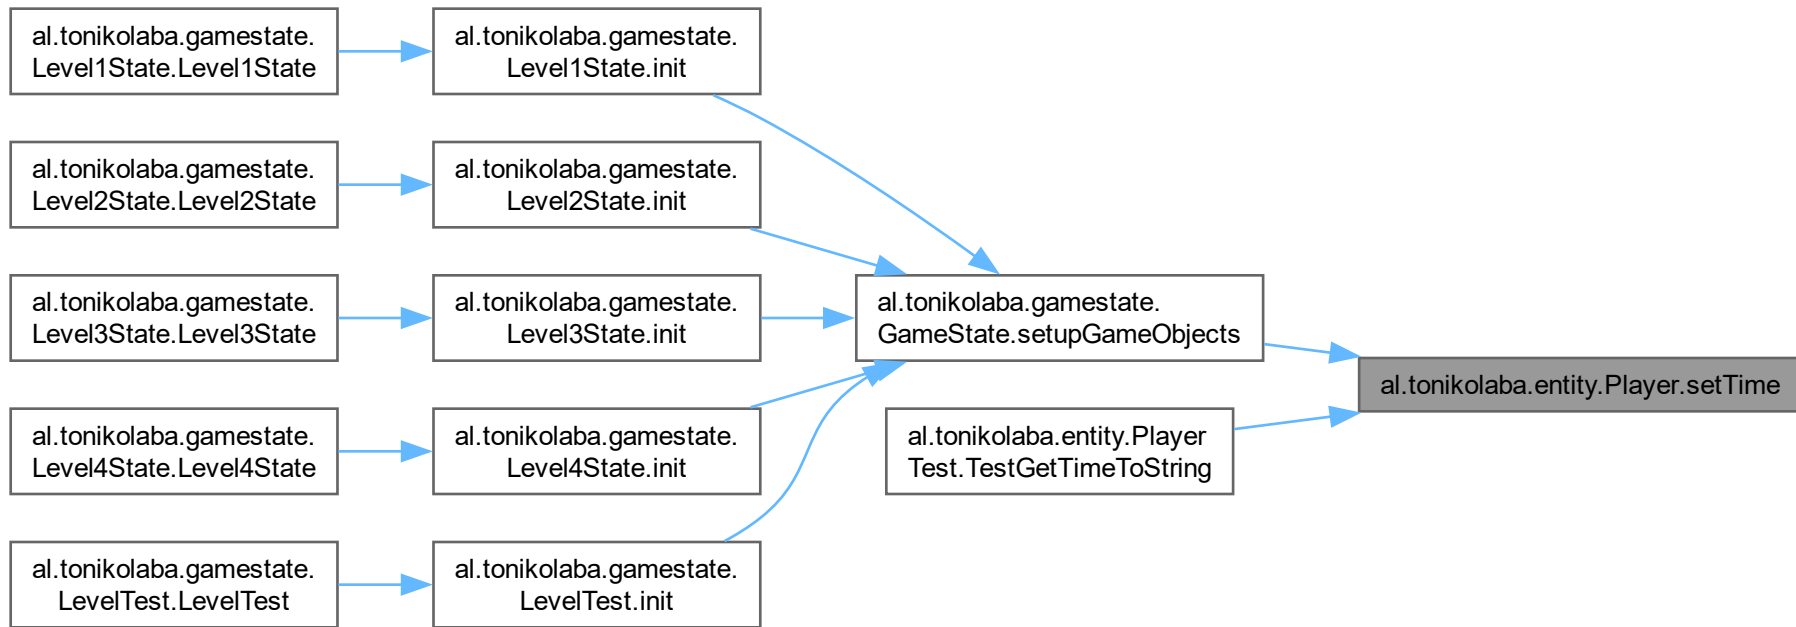 al.tonikolaba.gamestate.
Level1State.Level1State
al.tonikolaba.gamestate.
Level1State.init
al.tonikolaba.gamestate.
Level2State.Level2State
al.tonikolaba.gamestate.
Level2State.init
al.tonikolaba.gamestate.
Level3State.Level3State
al.tonikolaba.gamestate.
Level3State.init
al.tonikolaba.gamestate.
GameState.setupGameObjects
al.tonikolaba.entity.Player.setTime
al.tonikolaba.gamestate.
Level4State.Level4State
al.tonikolaba.gamestate.
Level4State.init
al.tonikolaba.entity.Player
Test.TestGetTimeToString
al.tonikolaba.gamestate.
LevelTest.LevelTest
al.tonikolaba.gamestate.
LevelTest.init